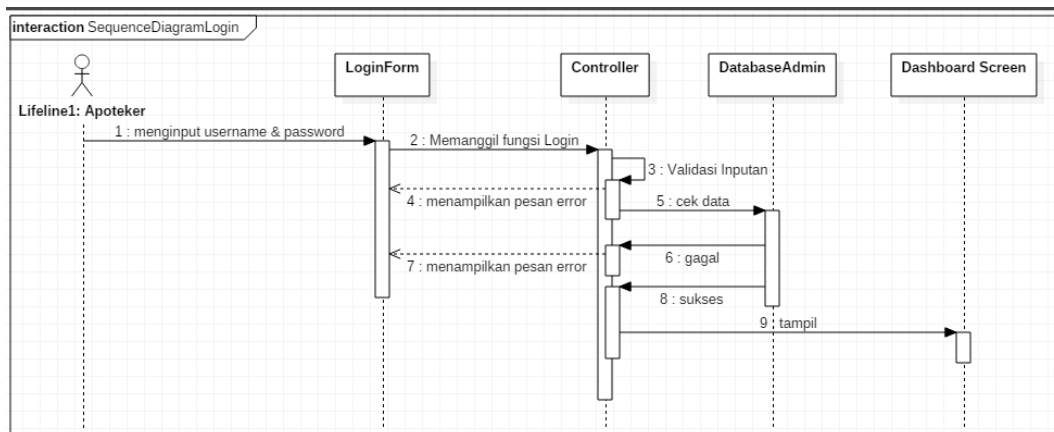 interaction SequenceDiagramLogin
LoginForm
Controller
DatabaseAdmin
Dashboard Screen
Lifeline1: Apoteker
1 : menginput username & password
2 : Memanggil fungsi Login
3 : Validasi Inputan
4 : menampilkan pesan error
5 : cek data
6 : gagal
7 : menampilkan pesan error
8 : sukses
9 : tampil